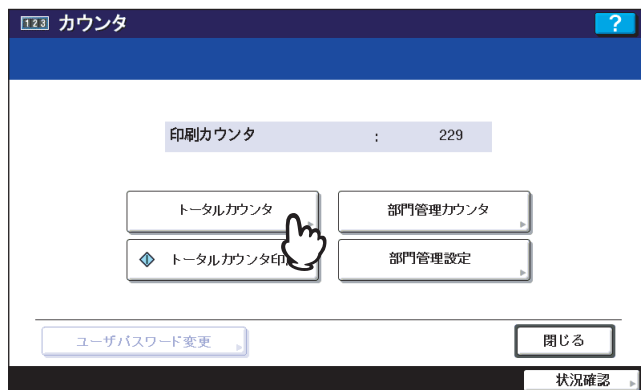 123 カウンタ ?
印刷カウンタ : 229
トータルカウンタ 部門管理カウンタ
トータルカウンタ印 部門管理設定
ユーザパスワード変更 閉じる
状況確認